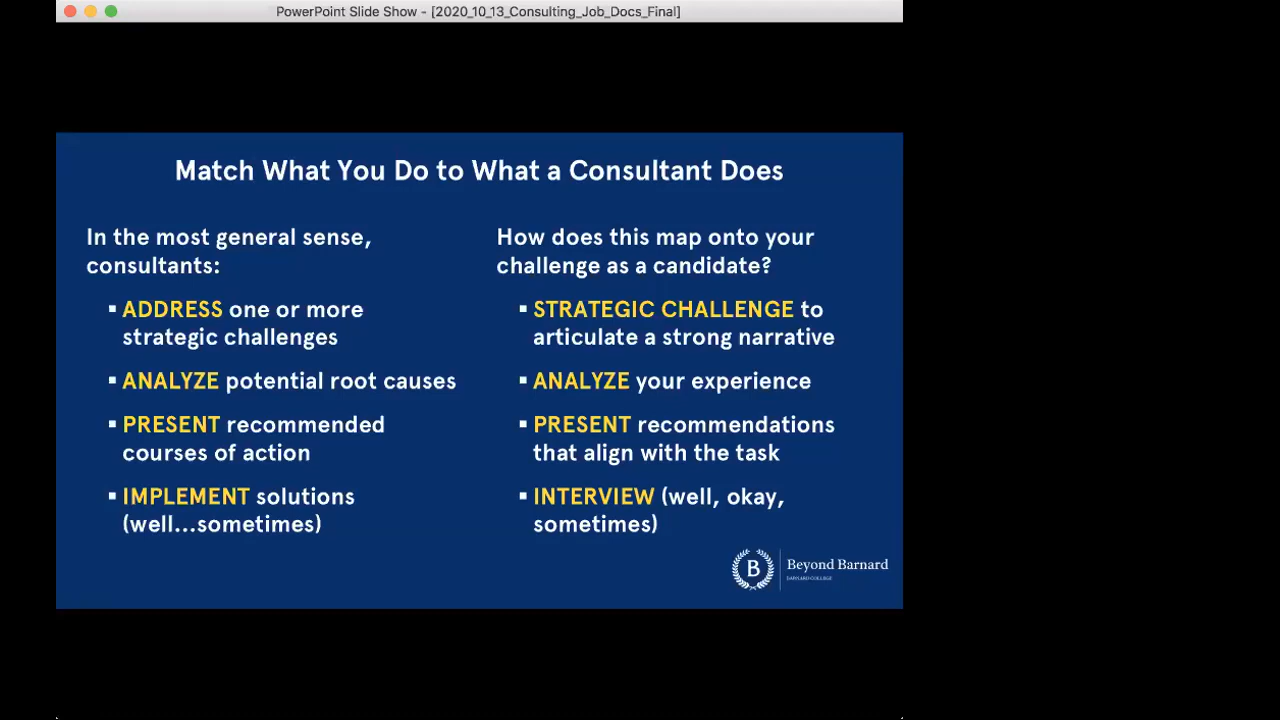 PowerPoint Slide Show - [2020_10_13_Consulting_Job_Docs_Final]
Match What You Do to What a Consultant Does
In the most general sense,
consultants:
▪ ADDRESS one or more
strategic challenges
▪ ANALYZE potential root causes
▪ PRESENT recommended
courses of action
▪ IMPLEMENT solutions
(well...sometimes)
How does this map onto your
challenge as a candidate?
▪ STRATEGIC CHALLENGE to
articulate a strong narrative
▪ ANALYZE your experience
▪ PRESENT recommendations
that align with the task
▪ INTERVIEW (well, okay,
sometimes)
B
Beyond Barnard
BARNARD COLLEGE